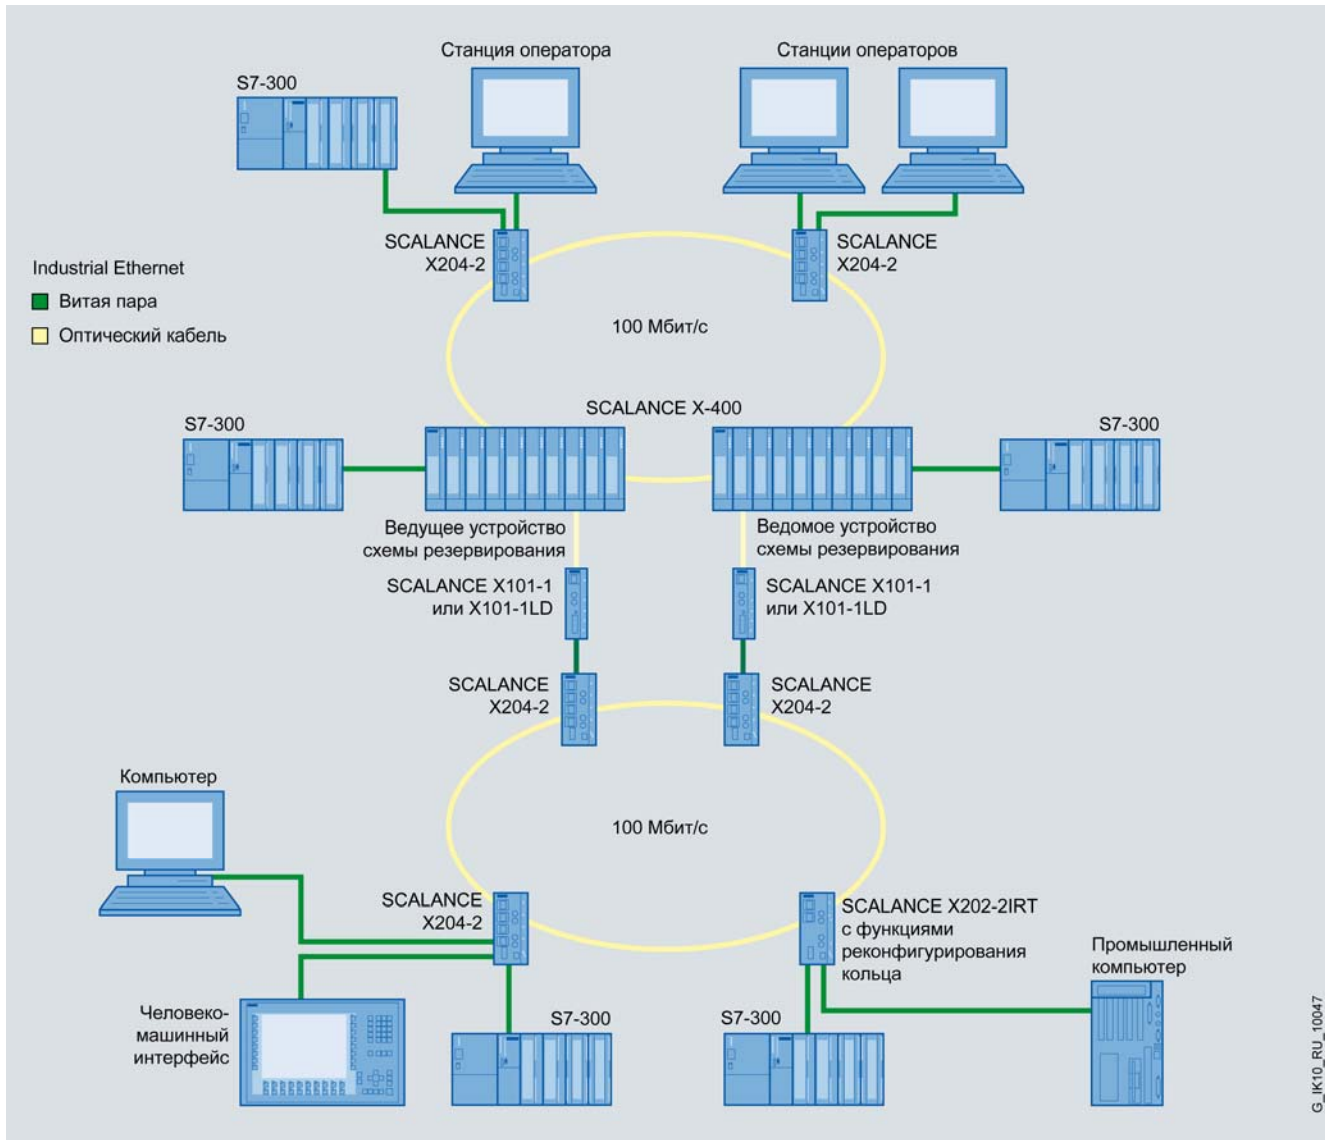 Станция оператора
Станции операторов
S7-300
SCALANCE
X204-2
SCALANCE
X204-2
Industrial Ethernet
Витая пара
Оптический кабель
100 Мбит/с
SCALANCE X-400
S7-300
S7-300
Ведущее устройство
схемы резервирования
Ведомое устройство
схемы резервирования
SCALANCE X101-1
или X101-1LD
SCALANCE X101-1
или X101-1LD
SCALANCE
X204-2
SCALANCE
X204-2
Компьютер
100 Мбит/с
SCALANCE
X204-2
SCALANCE X202-2IRT
с функциями
реконфигурирования
кольца
Промышленный
компьютер
Человеко-
машинный
интерфейс
S7-300
S7-300
G_IK10_RU_10047